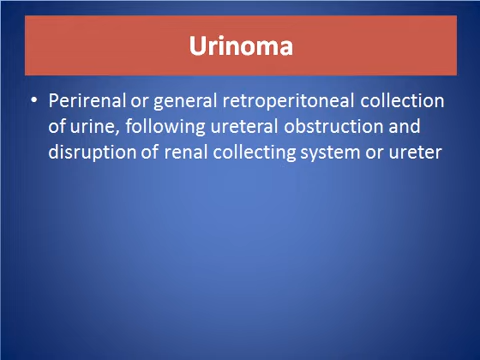 Urinoma
• Perirenal or general retroperitoneal collection
of urine, following ureteral obstruction and
disruption of renal collecting system or ureter